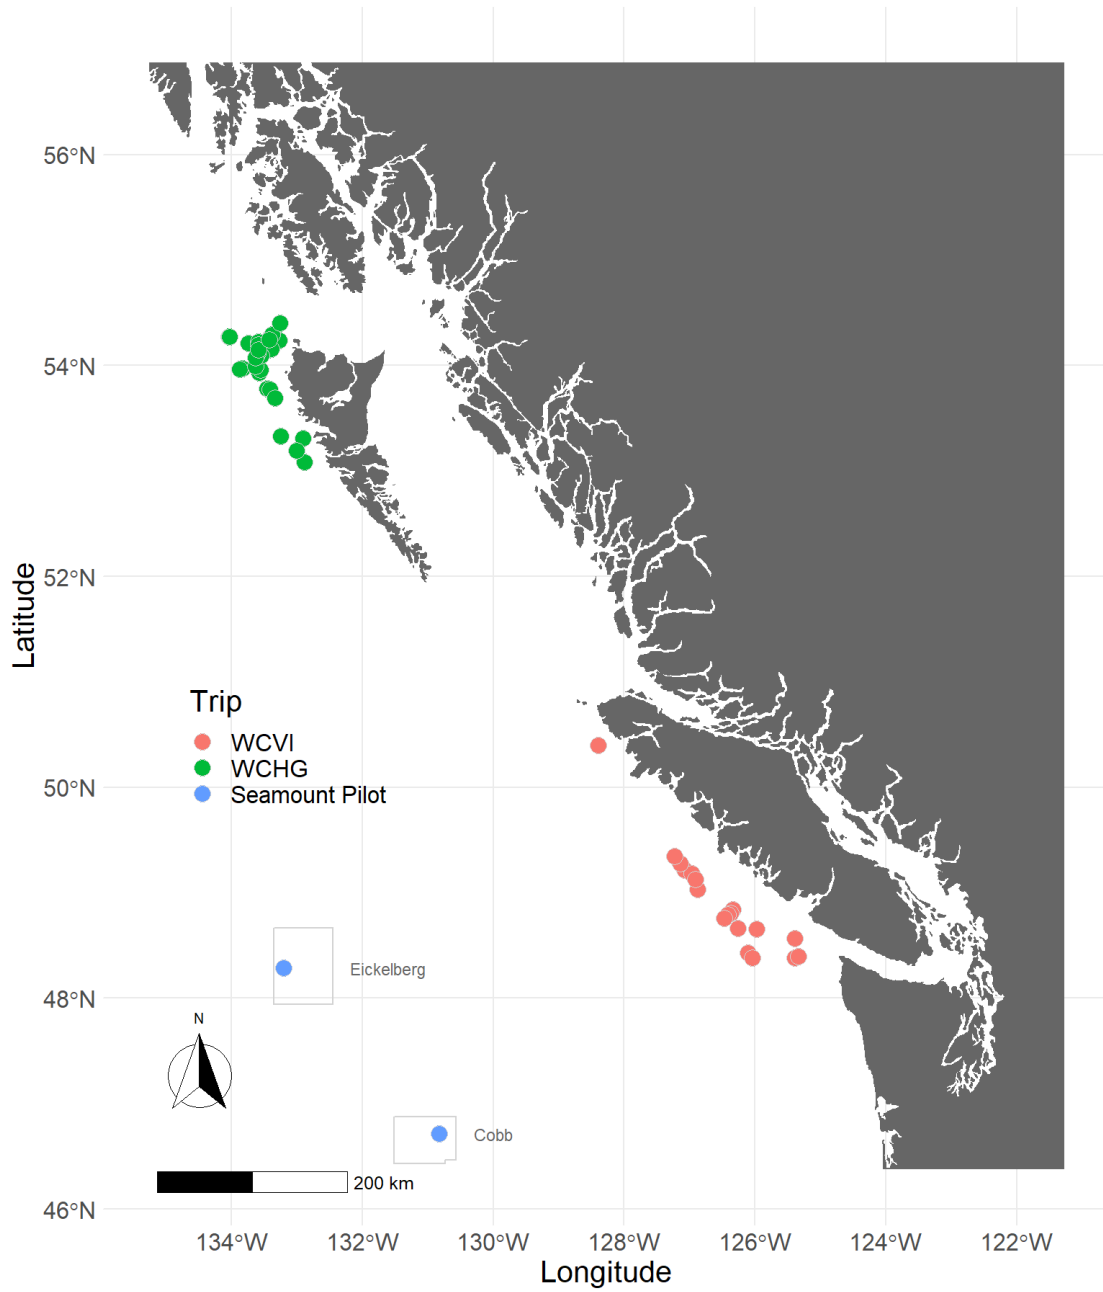 56°N
54°N
52°N
50°N
48°N
46°N
Latitude
Trip
WCVI
WCHG
Seamount Pilot
Eickelberg
N
Cobb
200 km
134°W 132°W 130°W 128°W 126°W 124°W 122°W
Longitude